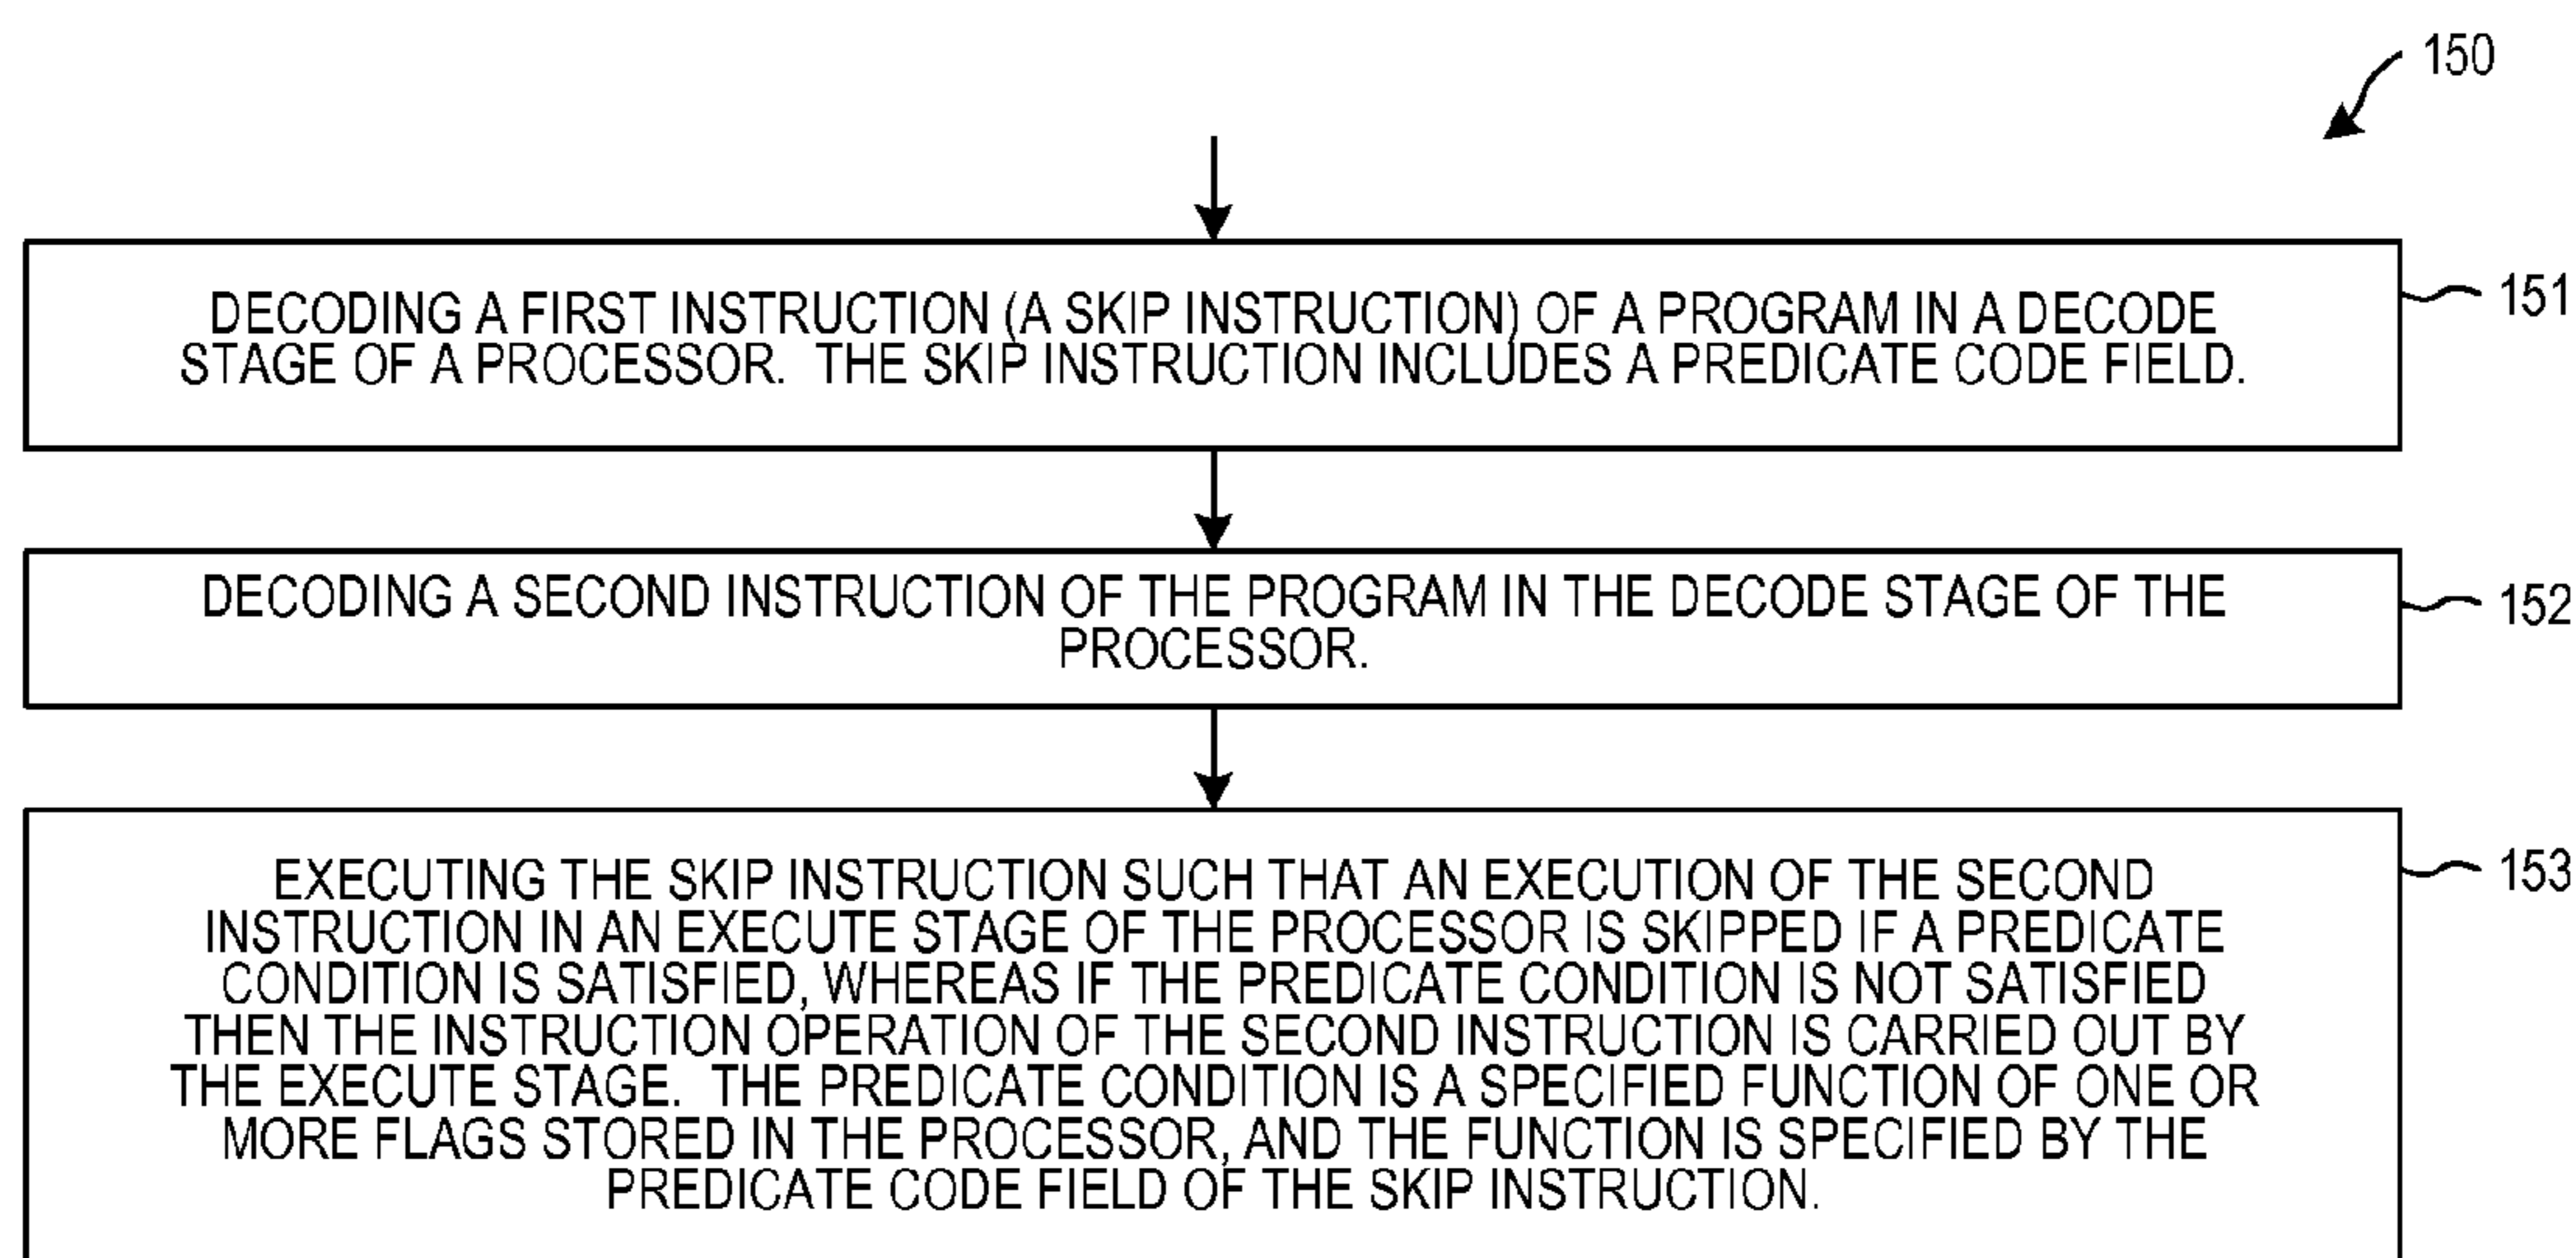 150
DECODING A FIRST INSTRUCTION (A SKIP INSTRUCTION) OF A PROGRAM IN A DECODE
STAGE OF A PROCESSOR. THE SKIP INSTRUCTION INCLUDES A PREDICATE CODE FIELD.
151
DECODING A SECOND INSTRUCTION OF THE PROGRAM IN THE DECODE STAGE OF THE
PROCESSOR.
152
EXECUTING THE SKIP INSTRUCTION SUCH THAT AN EXECUTION OF THE SECOND
INSTRUCTION IN AN EXECUTE STAGE OF THE PROCESSOR IS SKIPPED IF A PREDICATE
CONDITION IS SATISFIED, WHEREAS IF THE PREDICATE CONDITION IS NOT SATISFIED
THEN THE INSTRUCTION OPERATION OF THE SECOND INSTRUCTION IS CARRIED OUT BY
THE EXECUTE STAGE. THE PREDICATE CONDITION IS A SPECIFIED FUNCTION OF ONE OR
MORE FLAGS STORED IN THE PROCESSOR, AND THE FUNCTION IS SPECIFIED BY THE
PREDICATE CODE FIELD OF THE SKIP INSTRUCTION.
153